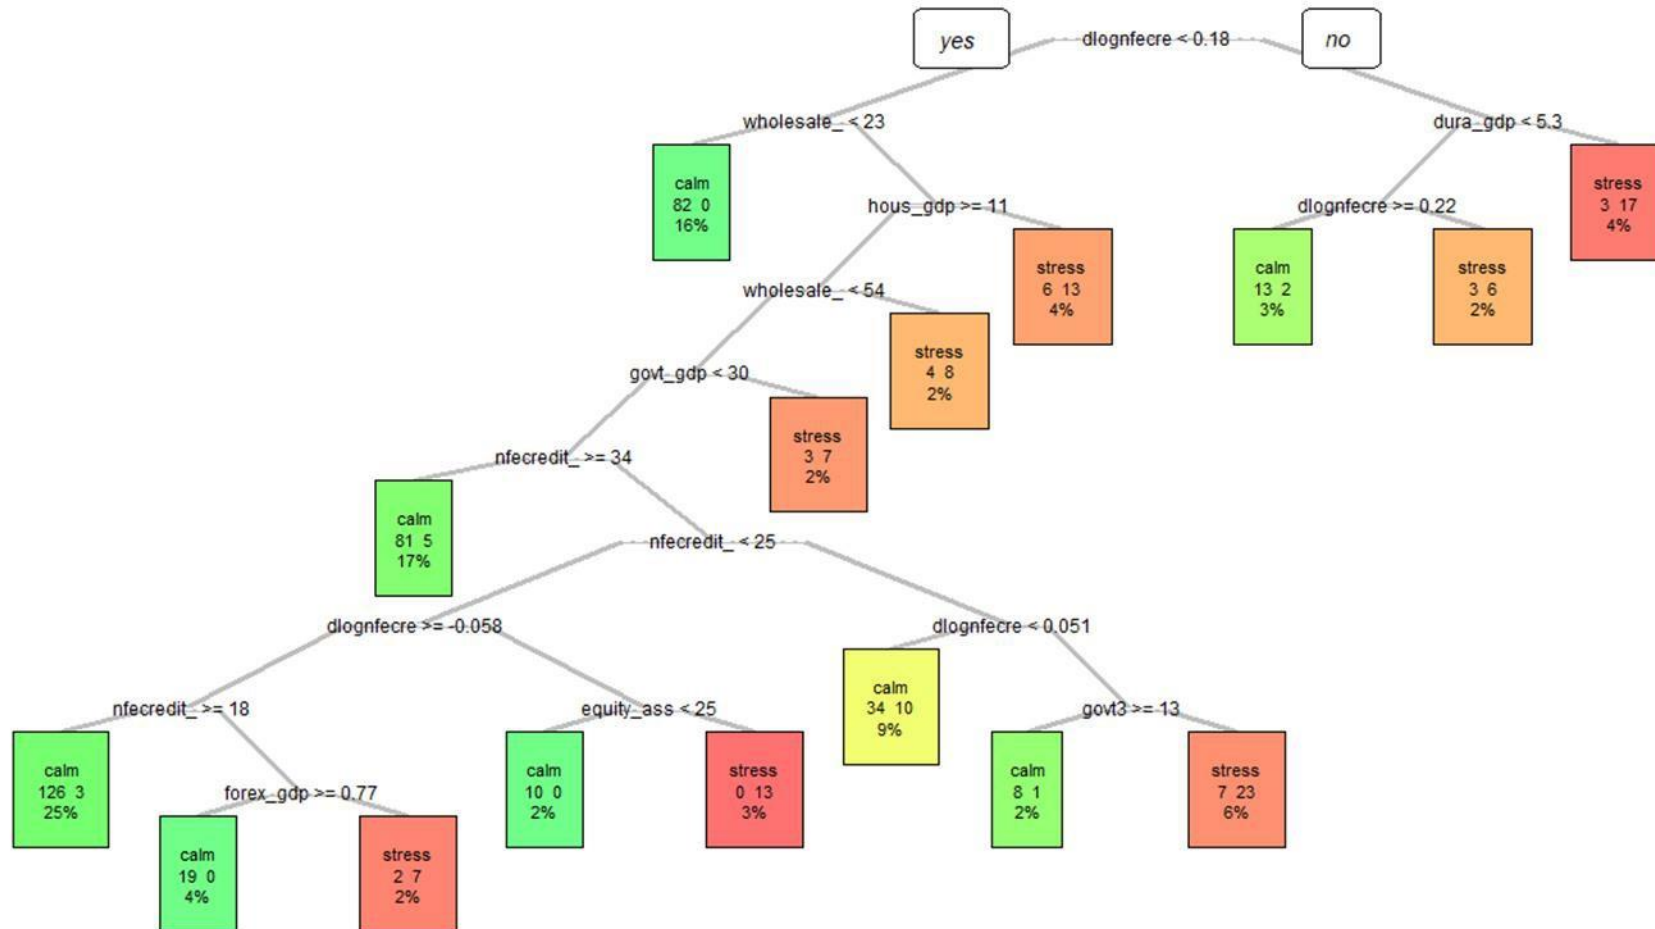 yes
dlognfecre < 0.18
no
wholesale_ < 23
dura_gdp < 5.3
calm
82 0
16%
hous_gdp >= 11
dlognfecre >= 0.22
stress
3 17
4%
wholesale_ < 54
stress
6 13
4%
calm
13 2
3%
stress
3 6
2%
govt_gdp < 30
stress
4 8
2%
nfecredit_ >= 34
stress
3 7
2%
calm
81 5
17%
nfecredit_ < 25
dlognfecre >= -0.058
dlognfecre < 0.051
nfecredit_ >= 18
equity_ass < 25
calm
34 10
9%
govt3 >= 13
calm
126 3
25%
forex_gdp >= 0.77
calm
10 0
2%
stress
0 13
3%
calm
8 1
2%
stress
7 23
6%
calm
19 0
4%
stress
2 7
2%